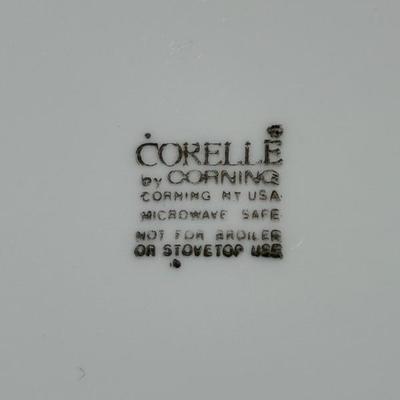 CORELLE®
by CORNING
CORNING NY USA
MICROWAVE SAFE
NOT FOR BROILER
OR STOVETOP USE